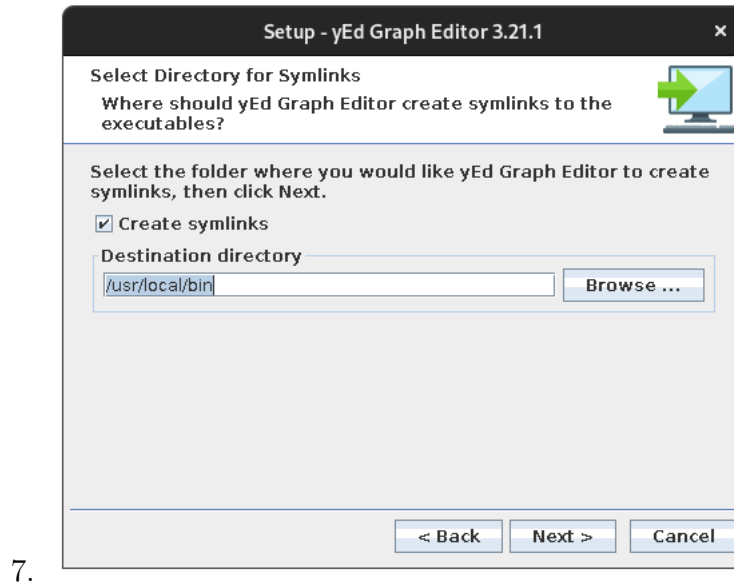 Setup - yEd Graph Editor 3.21.1
×
Select Directory for Symlinks
Where should yEd Graph Editor create symlinks to the
executables?
Select the folder where you would like yEd Graph Editor to create
symlinks, then click Next.
Create symlinks
Destination directory
/usr/local/bin
Browse ...
< Back
Next >
Cancel
7.